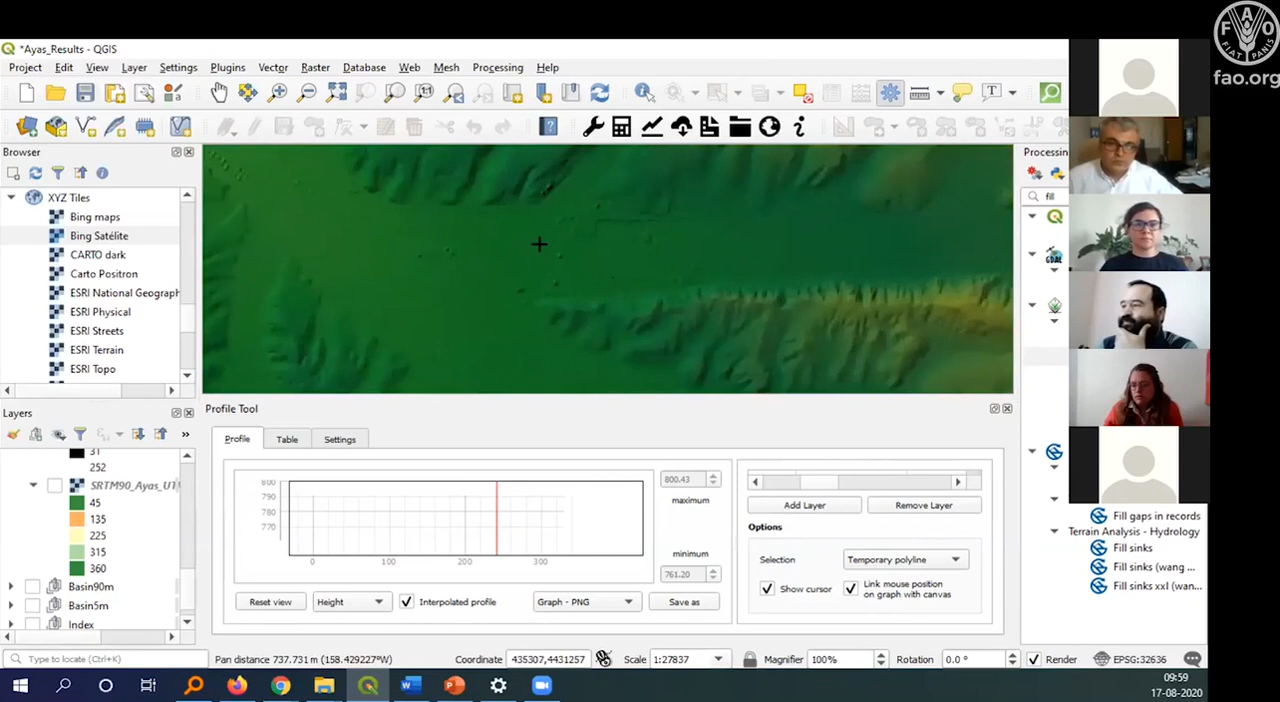 *Ayas_Results - QGIS
Project Edit View Layer Settings Plugins Vector Raster Database Web Mesh Processing Help
Browser
XYZ Tiles
Bing maps
Bing Satélite
CARTO dark
Carto Positron
ESRI National Geograph
ESRI Physical
ESRI Streets
ESRI Terrain
ESRI Topo
Layers
31
252
SRTM90_Ayas_UT
45
135
225
315
360
Basin90m
Basin5m
Index
Type to locate (Ctrl+K)
Profile Tool
Profile Table Settings
800
790
780
770
0 100 200 300
800.43
maximum
minimum
761.20
Reset view Height Interpolated profile Graph - PNG Save as
Add Layer Remove Layer
Options
Selection Temporary polyline
Show cursor Link mouse position on graph with canvas
Pan distance 737.731 m (158.429227°W) Coordinate 435307,4431257 Scale 1:27837 Magnifier 100% Rotation 0.0 ° Render EPSG:32636
Processin
fill
GDAL
Fill gaps in records
Terrain Analysis - Hydrology
Fill sinks
Fill sinks (wang ...
Fill sinks xxl (wan...
09:59
17-08-2020
F A O
FIAT PANIS
fao.org